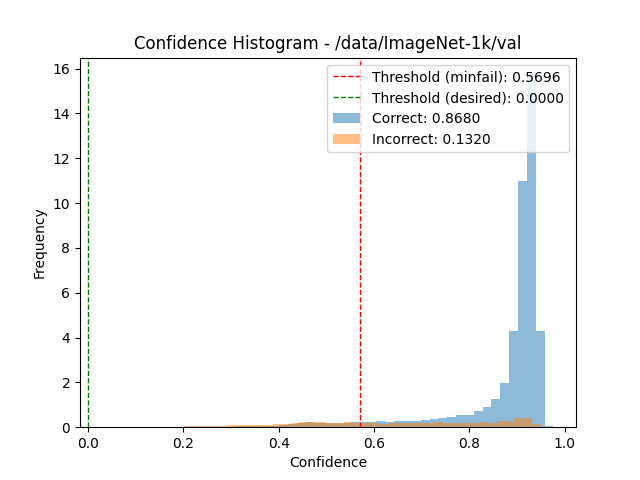 Confidence Histogram - /data/ImageNet-1k/val
Threshold (minfail): 0.5696
Threshold (desired): 0.0000
Correct: 0.8680
Incorrect: 0.1320
Frequency
16
14
12
10
8
6
4
2
0
0.0
0.2
0.4
0.6
0.8
1.0
Confidence